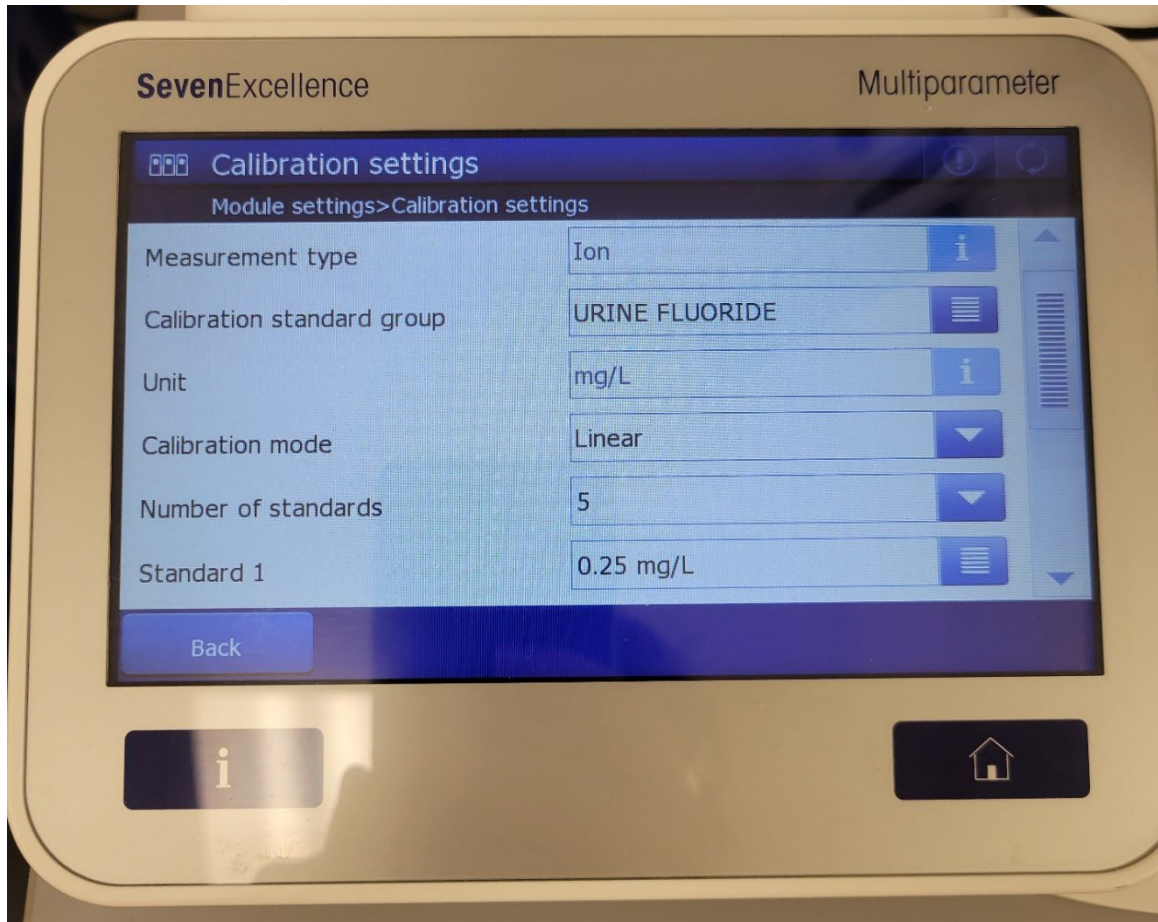 SevenExcellence Multiparameter
Calibration settings
Module settings>Calibration settings
Measurement type Ion i
Calibration standard group URINE FLUORIDE
Unit mg/L i
Calibration mode Linear
Number of standards 5
Standard 1 0.25 mg/L
Back
i